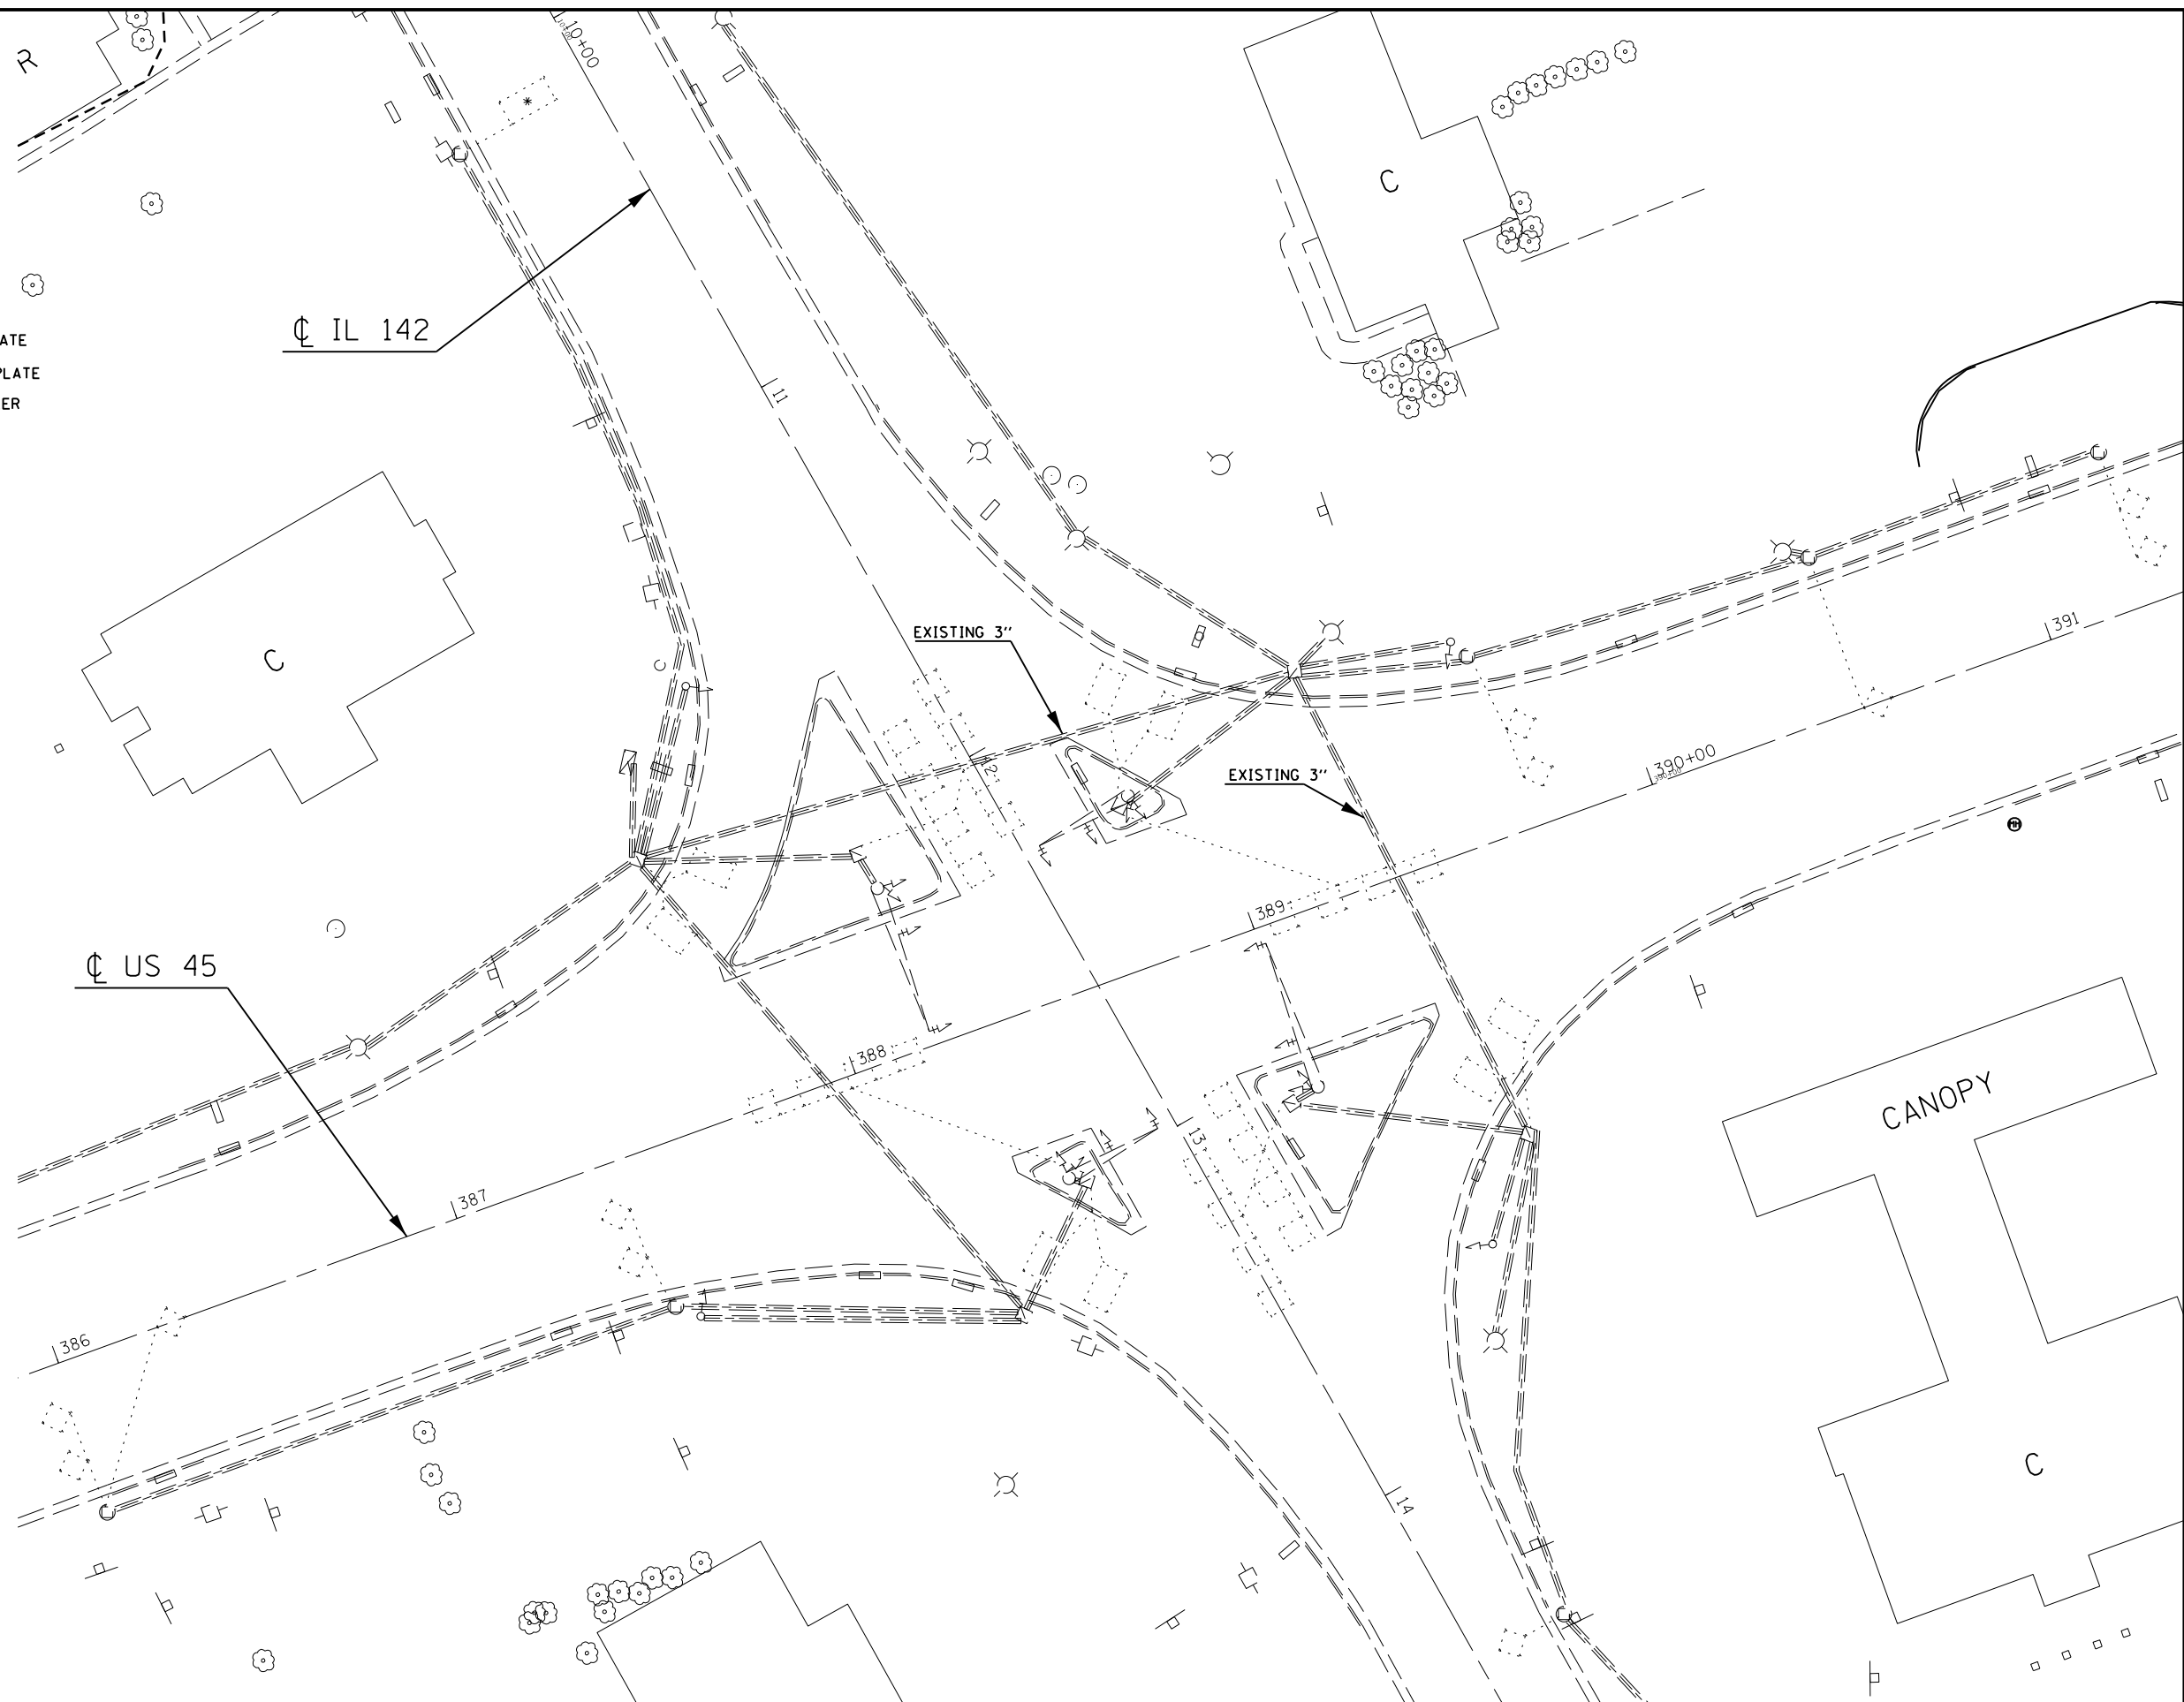 10+00
R
℄ IL 142
ATE
PLATE
ER
11
C
C
EXISTING 3''
391
EXISTING 3''
390+00
12
389
℄ US 45
388
CANOPY
13
387
386
C
14
HH